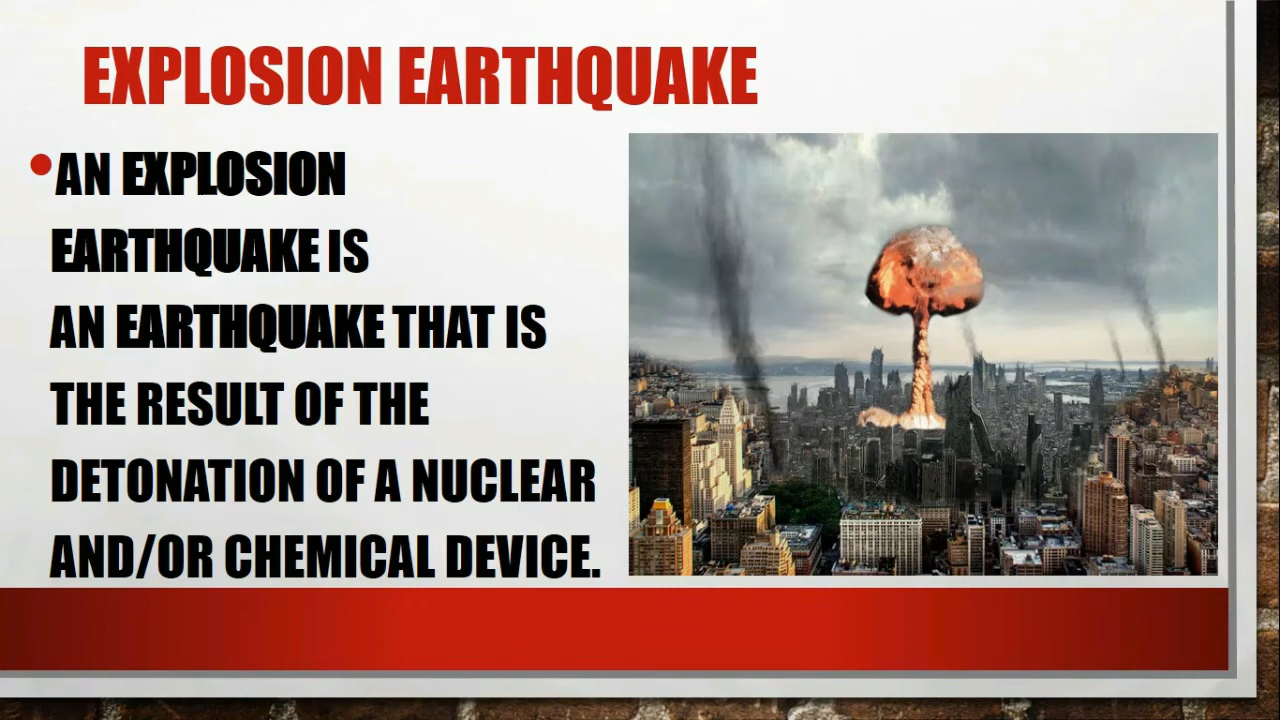 EXPLOSION EARTHQUAKE
•AN EXPLOSION
EARTHQUAKE IS
AN EARTHQUAKE THAT IS
THE RESULT OF THE
DETONATION OF A NUCLEAR
AND/OR CHEMICAL DEVICE.